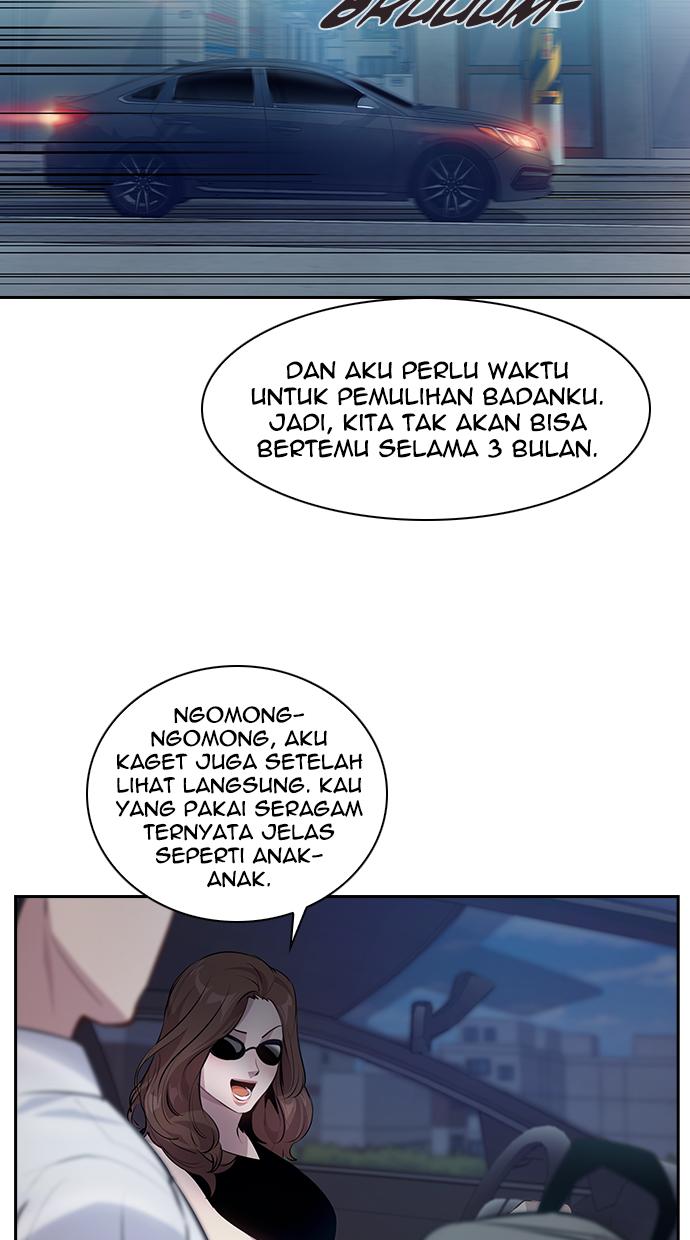 BRUUUM-
DAN AKU PERLU WAKTU
UNTUK PEMULIHAN BADANKU.
JADI, KITA TAK AKAN BISA
BERTEMU SELAMA 3 BULAN.
NGOMONG-
NGOMONG, AKU
KAGET JUGA SETELAH
LIHAT LANGSUNG. KAU
YANG PAKAI SERAGAM
TERNYATA JELAS
SEPERTI ANAK-
ANAK.